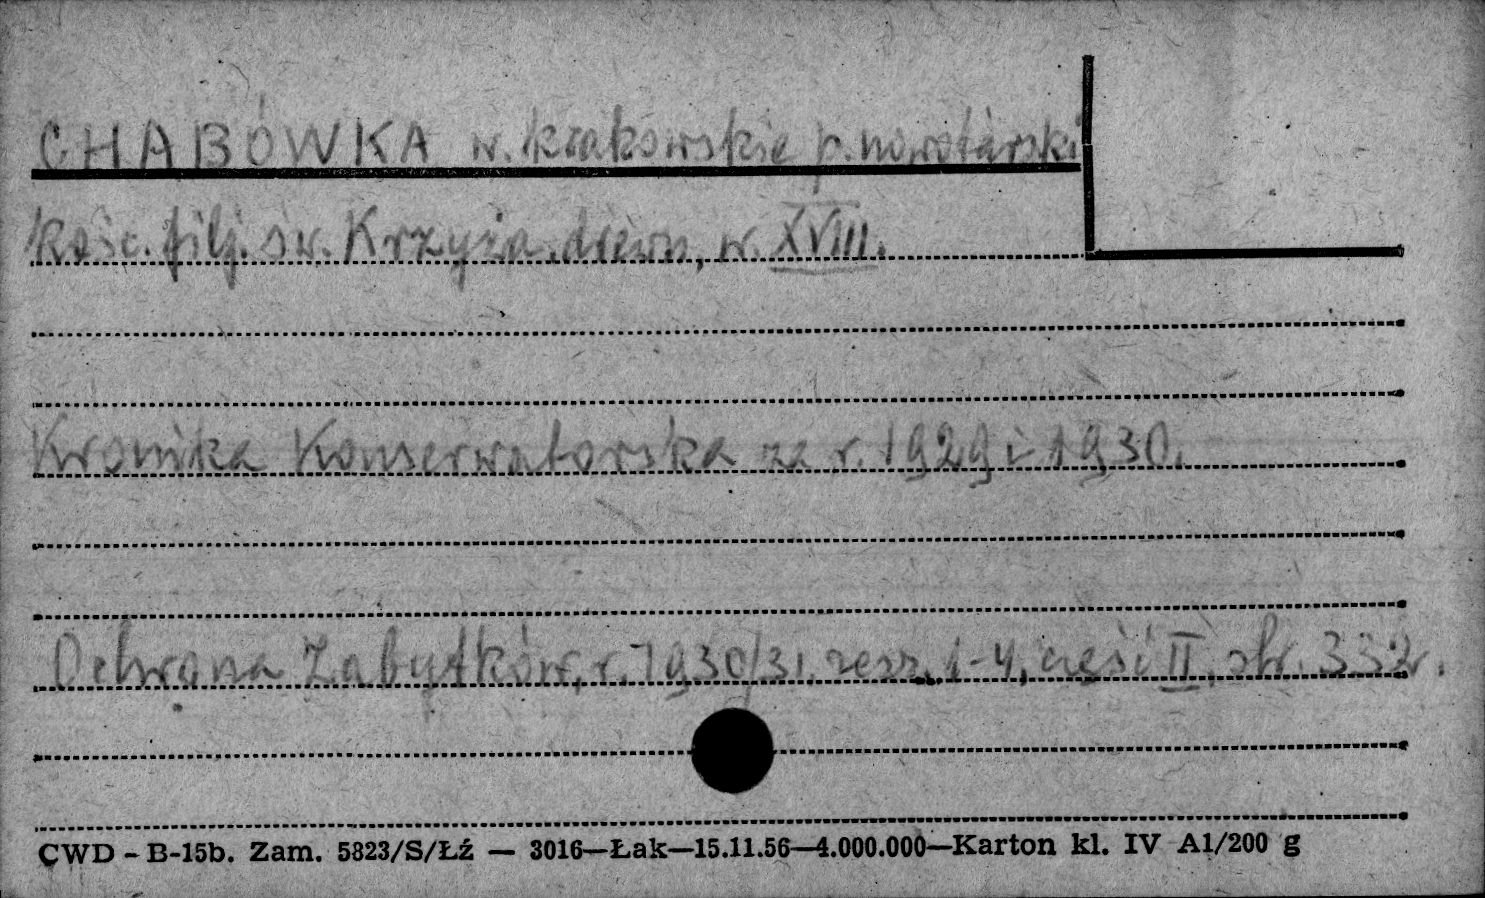 CHABÓWKA w. krakowskie p. nowotarski
kośc. filj. św. Krzyża, drewn, w. XVIII.
Kronika Konserwatorska za r. 1929 i 1930.
Ochrona Zabytków, r. 1930/31, zesz. 1-4, część II, str. 332.
CWD - B-15b. Zam. 5823/S/Łź — 3016—Łak—15.11.56—4.000.000—Karton kl. IV A1/200 g